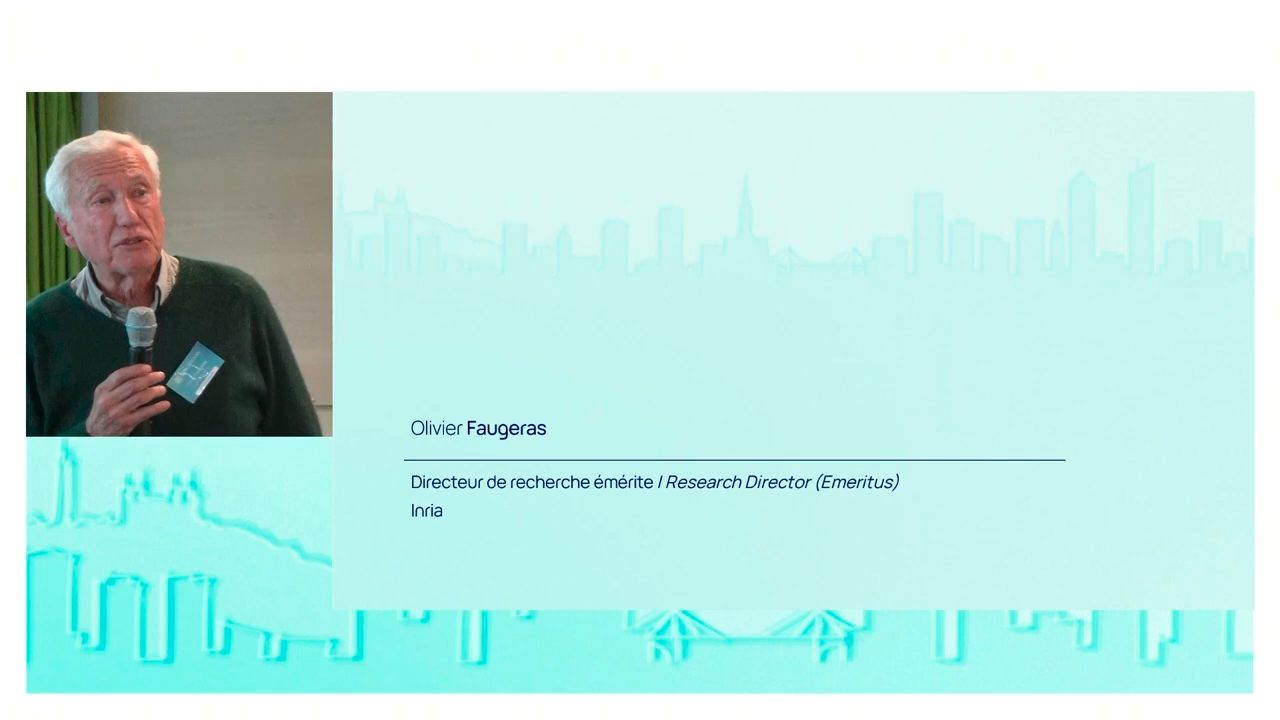 Olivier Faugeras
Directeur de recherche émérite / Research Director (Emeritus)
Inria